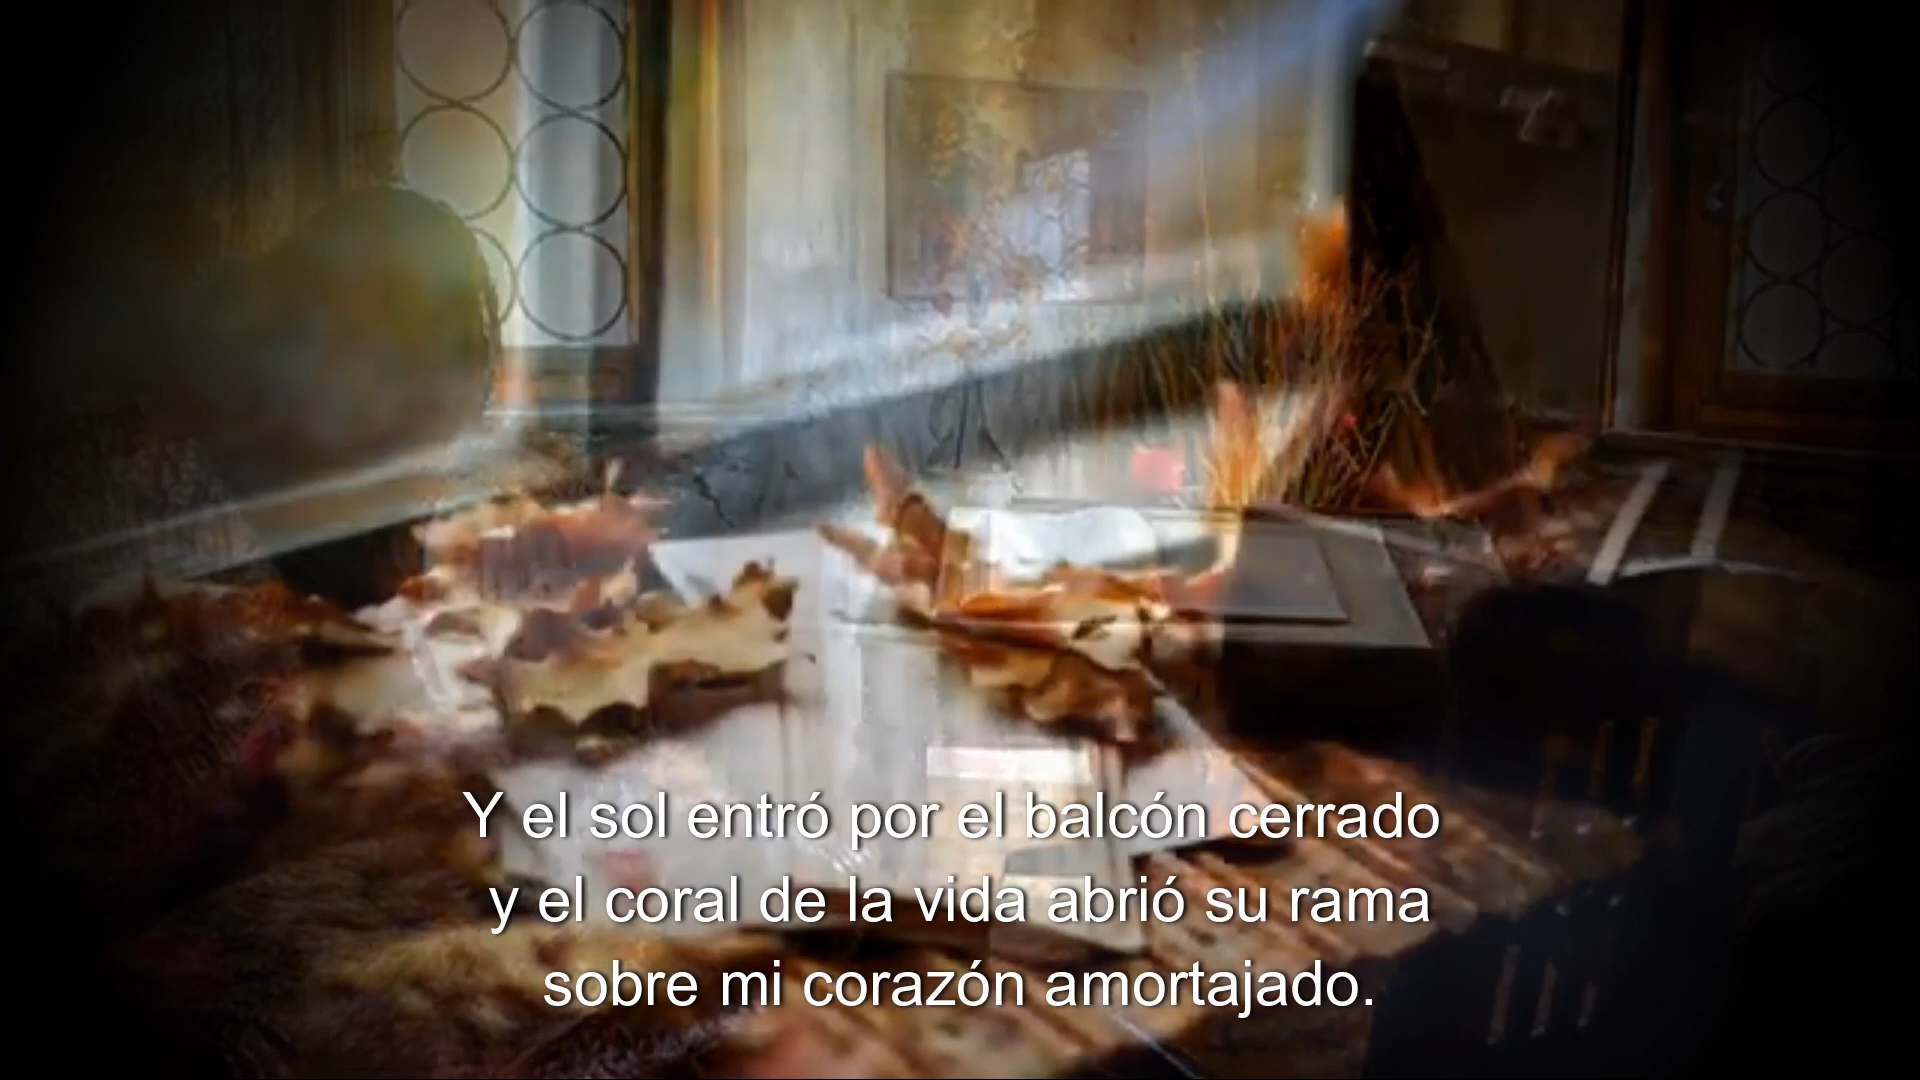 Y el sol entró por el balcón cerrado
y el coral de la vida abrió su rama
sobre mi corazón amortajado.